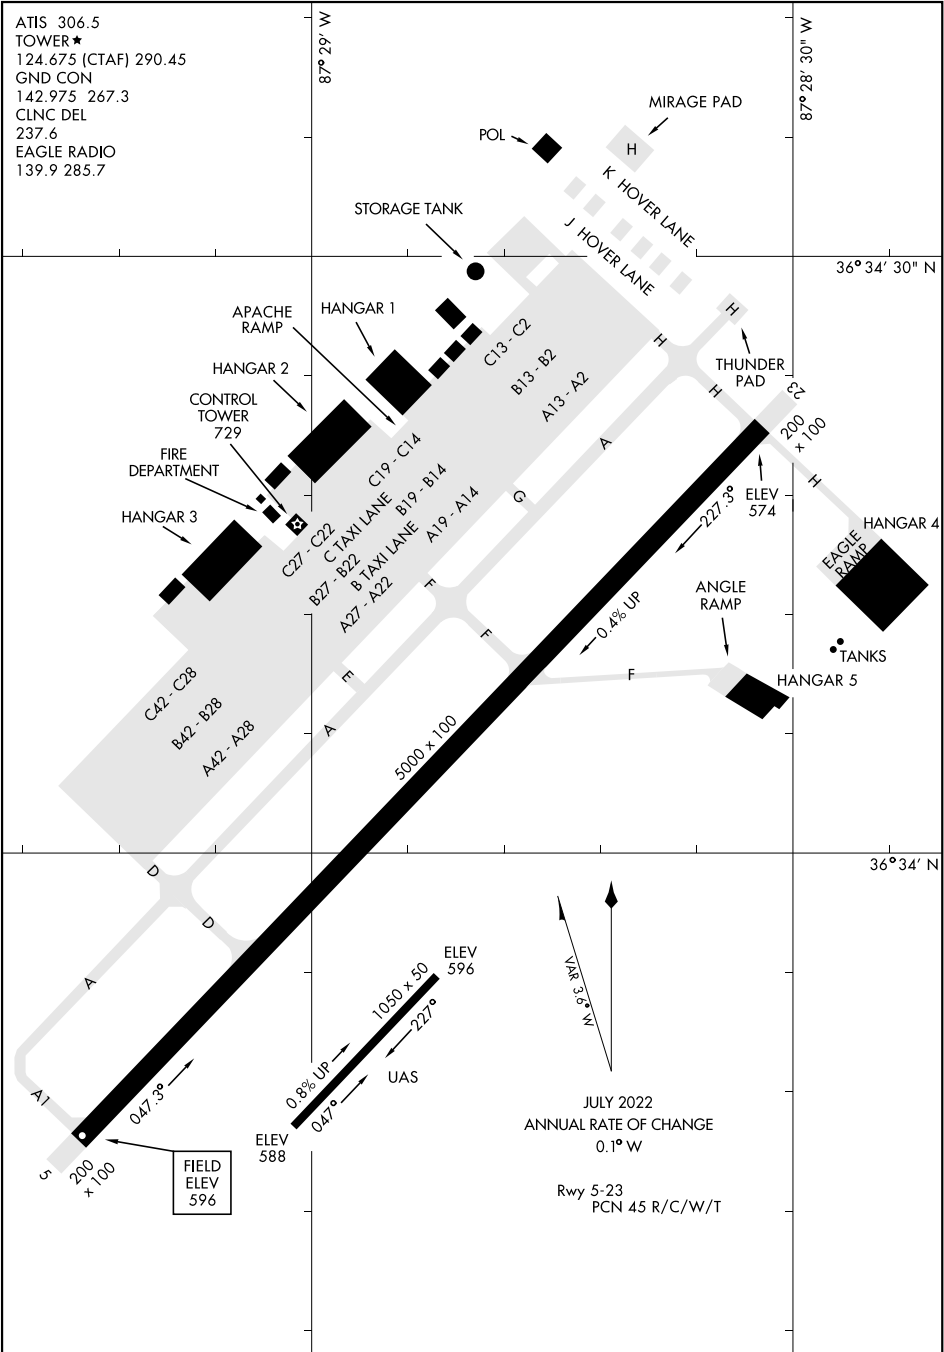 ATIS 306.5
TOWER★
124.675 (CTAF) 290.45
GND CON
142.975 267.3
CLNC DEL
237.6
EAGLE RADIO
139.9 285.7
87° 29' W
87° 28' 30" W
MIRAGE PAD
POL
H
K HOVER LANE
J HOVER LANE
STORAGE TANK
36° 34' 30" N
HANGAR 1
APACHE
RAMP
H
H
THUNDER
PAD
C13 - C2
B13 - B2
A13 - A2
HANGAR 2
CONTROL
TOWER
729
H
23
200
x 100
FIRE
DEPARTMENT
A
C19 - C14
B19 - B14
A19 - A14
H
ELEV
574
G
227.3°
HANGAR 3
HANGAR 4
EAGLE
RAMP
C27 - C22
C TAXI LANE
B27 - B22
B TAXI LANE
A27 - A22
F
ANGLE
RAMP
0.4% UP
F
TANKS
F
HANGAR 5
E
C42 - C28
B42 - B28
A42 - A28
A
5000 x 100
36° 34' N
D
D
A
ELEV
596
1050 x 50
227°
VAR 3.6° W
0.8% UP
047°
UAS
047.3°
A1
JULY 2022
ANNUAL RATE OF CHANGE
0.1° W
ELEV
588
5
200
x 100
FIELD
ELEV
596
Rwy 5-23
PCN 45 R/C/W/T